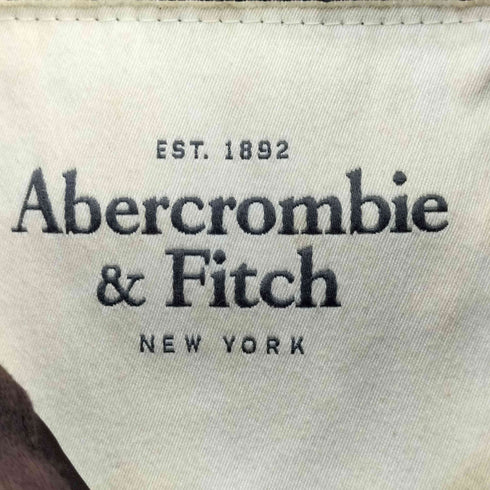 EST. 1892
Abercrombie
& Fitch
NEW YORK